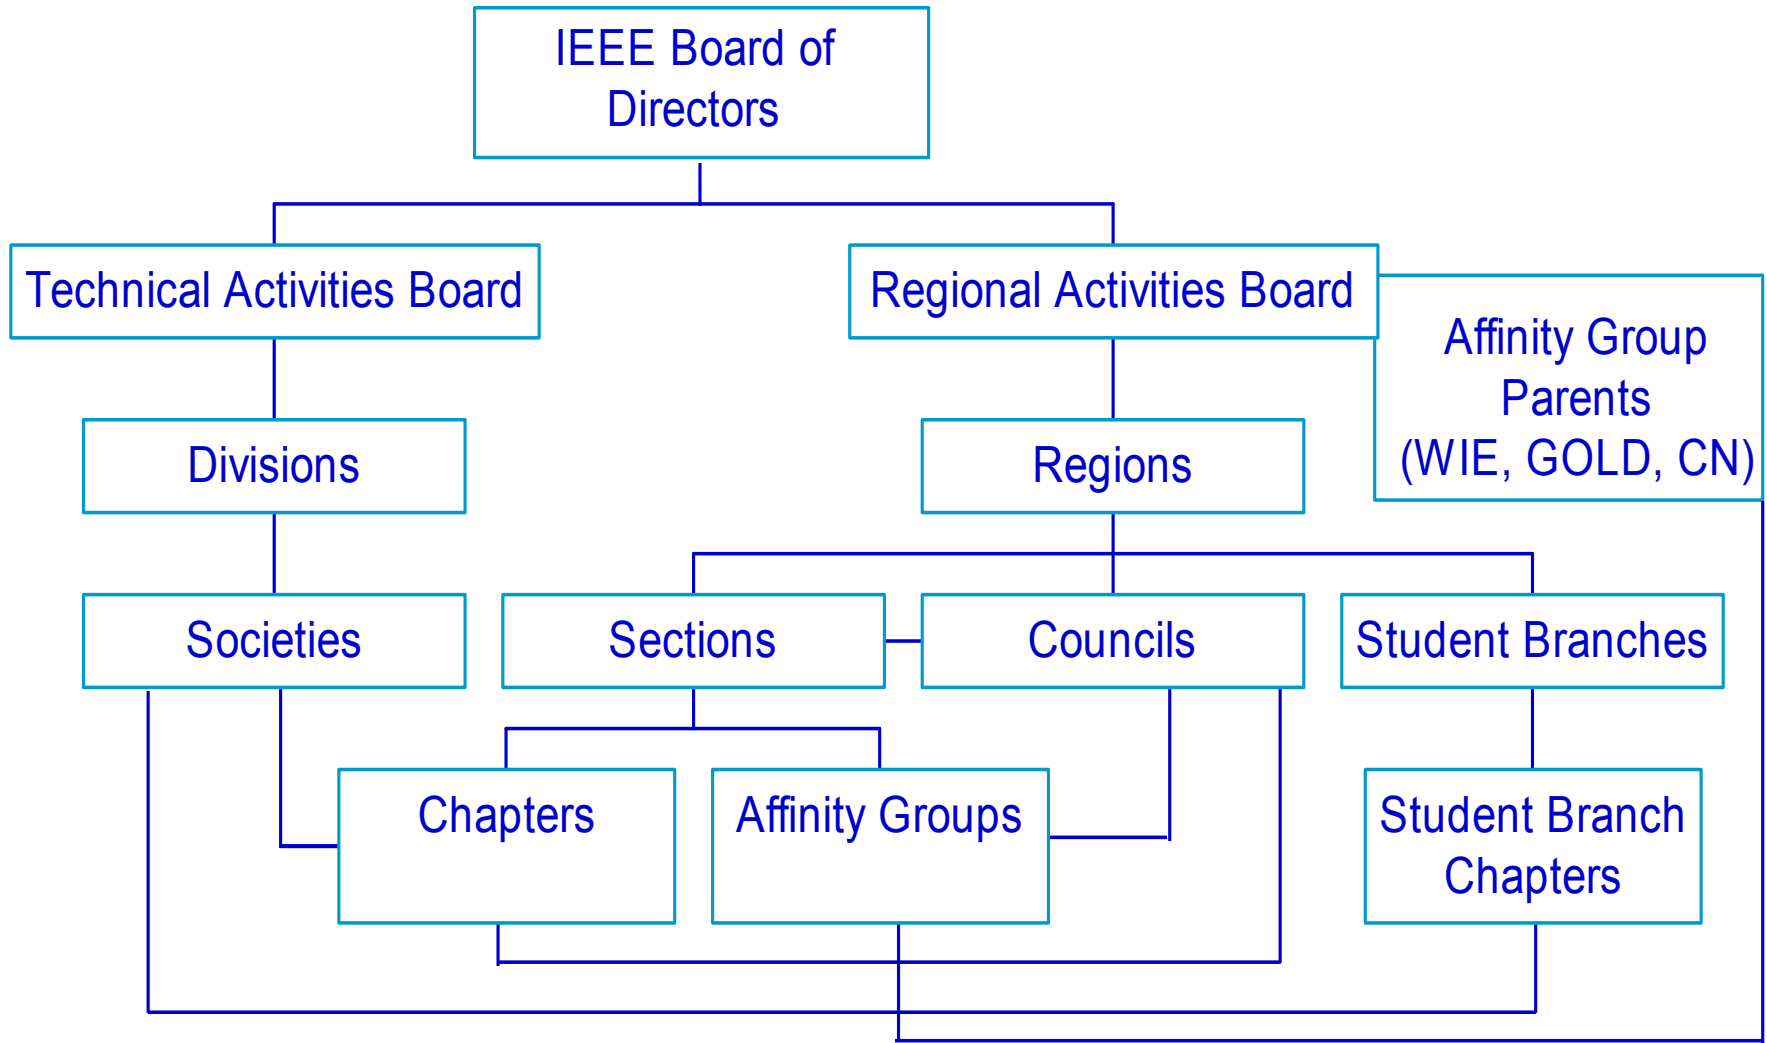 IEEE Board of
Directors
Technical Activities Board
Regional Activities Board
Affinity Group
Parents
(WIE, GOLD, CN)
Divisions
Regions
Societies
Sections
Councils
Student Branches
Chapters
Affinity Groups
Student Branch
Chapters